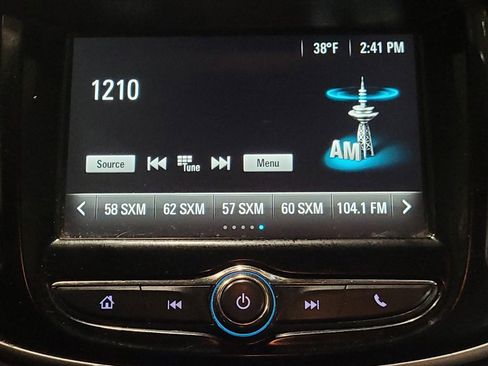 38°F 2:41 PM
1210
AM
Source Tune Menu
58 SXM 62 SXM 57 SXM 60 SXM 104.1 FM